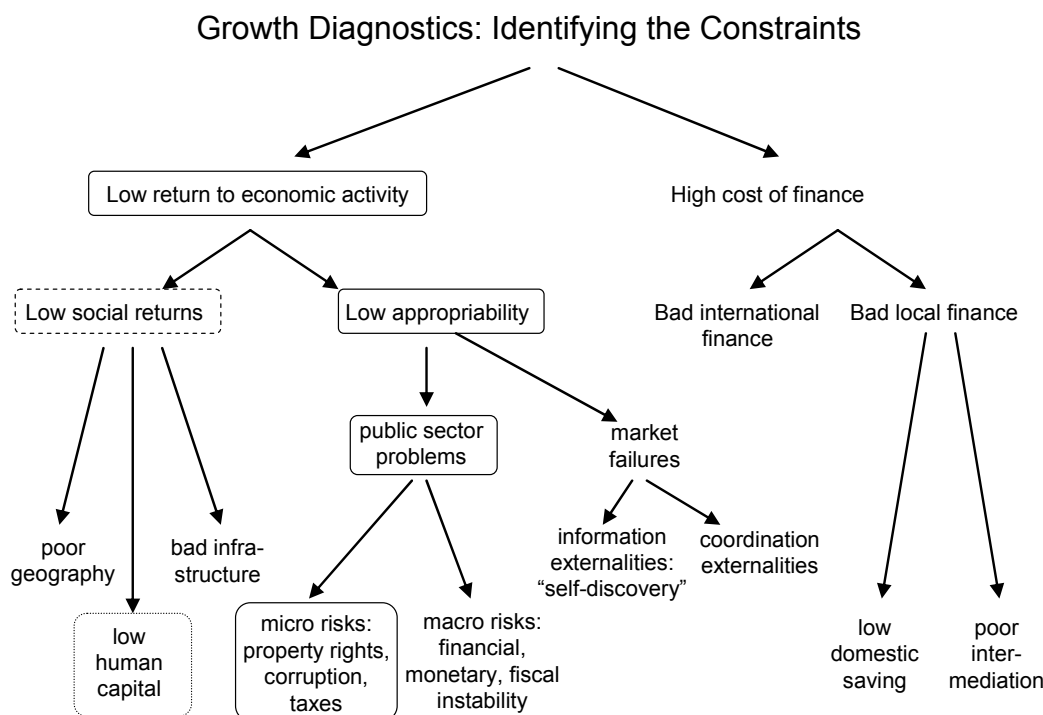 Growth Diagnostics: Identifying the Constraints
Low return to economic activity
High cost of finance
Low social returns
Low appropriability
Bad international
finance
Bad local finance
public sector
problems
market
failures
poor
geography
bad infra-
structure
information
externalities:
“self-discovery”
coordination
externalities
low
human
capital
micro risks:
property rights,
corruption,
taxes
macro risks:
financial,
monetary, fiscal
instability
low
domestic
saving
poor
inter-
mediation